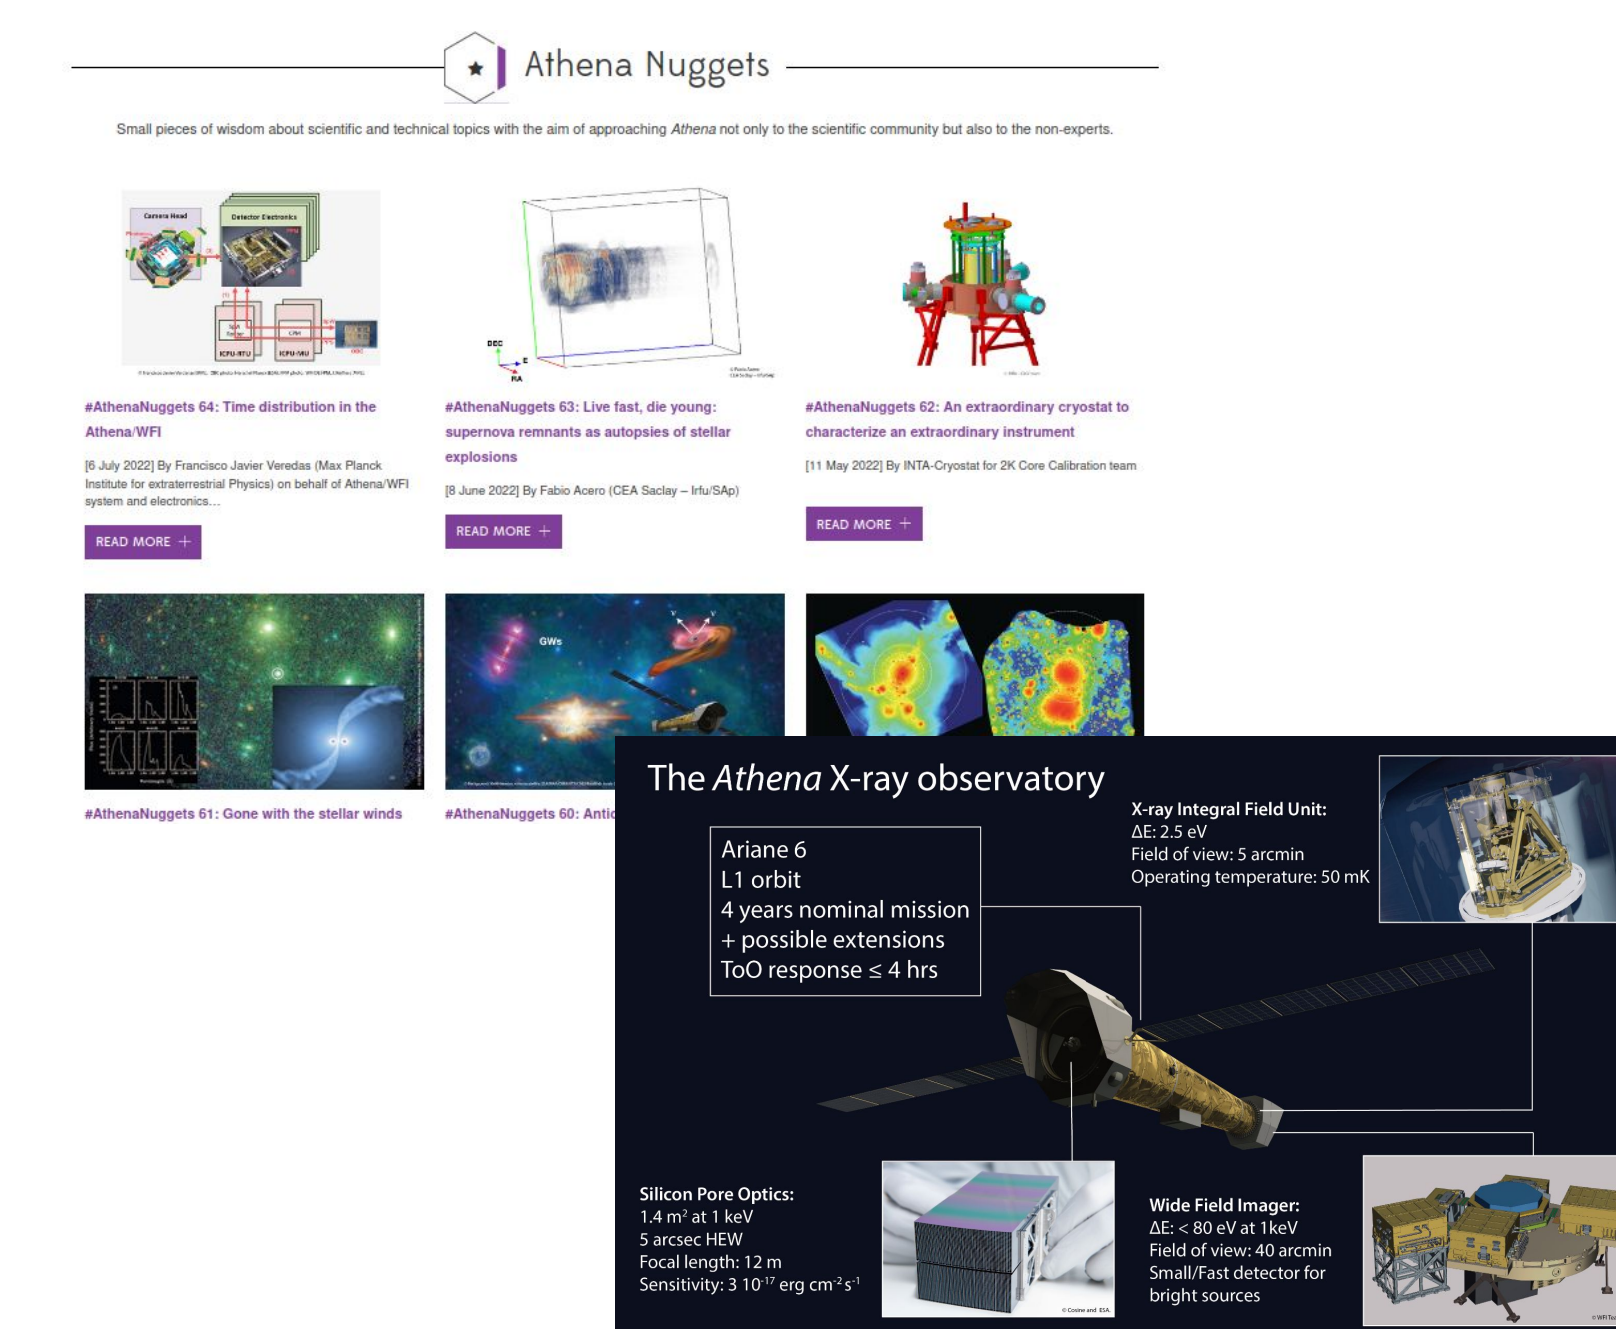 Athena Nuggets
Small pieces of wisdom about scientific and technical topics with the aim of approaching Athena not only to the scientific community but also to the non-experts.
Camera Head
Detector Electronics
ICPU-RTU
ICPU-MU
DEC
E
RA
#AthenaNuggets 64: Time distribution in the
Athena/WFI
[6 July 2022] By Francisco Javier Veredas (Max Planck
Institute for extraterrestrial Physics) on behalf of Athena/WFI
system and electronics…
READ MORE +
#AthenaNuggets 63: Live fast, die young:
supernova remnants as autopsies of stellar
explosions
[8 June 2022] By Fabio Acero (CEA Saclay – Irfu/SAp)
READ MORE +
#AthenaNuggets 62: An extraordinary cryostat to
characterize an extraordinary instrument
[11 May 2022] By INTA-Cryostat for 2K Core Calibration team
READ MORE +
GWs
ν
ν
#AthenaNuggets 61: Gone with the stellar winds
#AthenaNuggets 60:
The Athena X-ray observatory
Ariane 6
L1 orbit
4 years nominal mission
+ possible extensions
ToO response ≤ 4 hrs
X-ray Integral Field Unit:
ΔE: 2.5 eV
Field of view: 5 arcmin
Operating temperature: 50 mK
Silicon Pore Optics:
1.4 m² at 1 keV
5 arcsec HEW
Focal length: 12 m
Sensitivity: 3 10⁻¹⁷ erg cm⁻² s⁻¹
© Cosine and ESA.
Wide Field Imager:
ΔE: < 80 eV at 1keV
Field of view: 40 arcmin
Small/Fast detector for
bright sources
© WFI